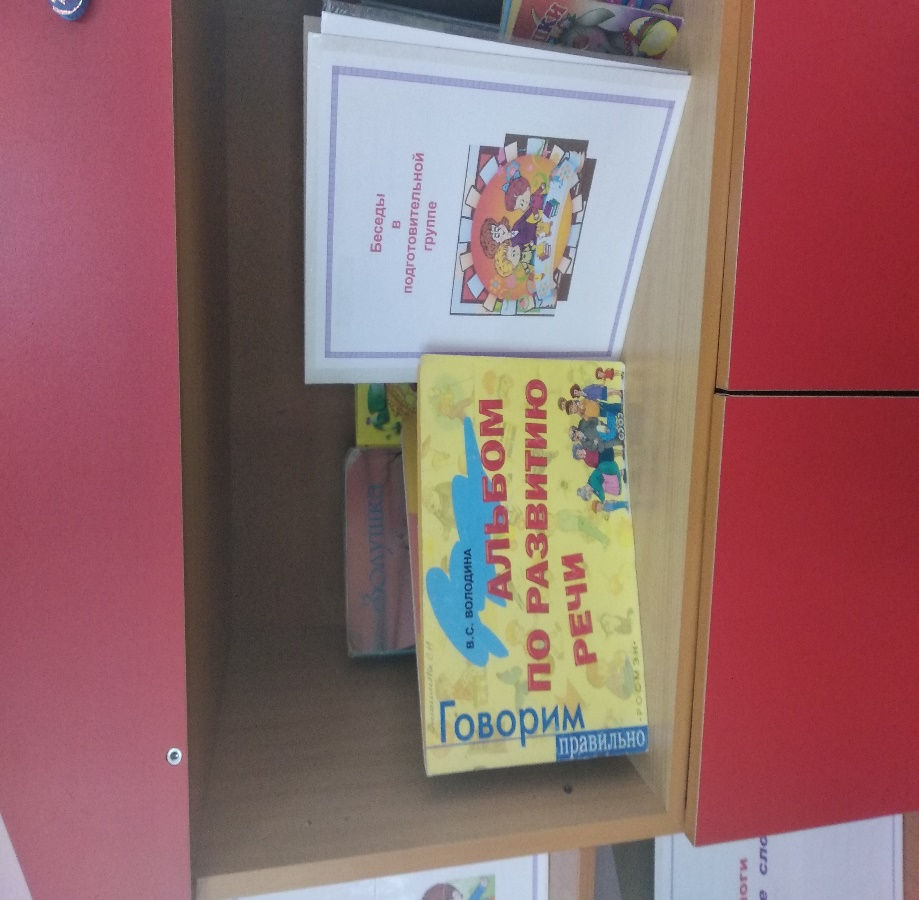 Говорим
правильно
В.С. ВОЛОДИНА
АЛЬБОМ
ПО РАЗВИТИЮ
РЕЧИ
•РОСМЭН•
Беседы
в
подготовительной
группе